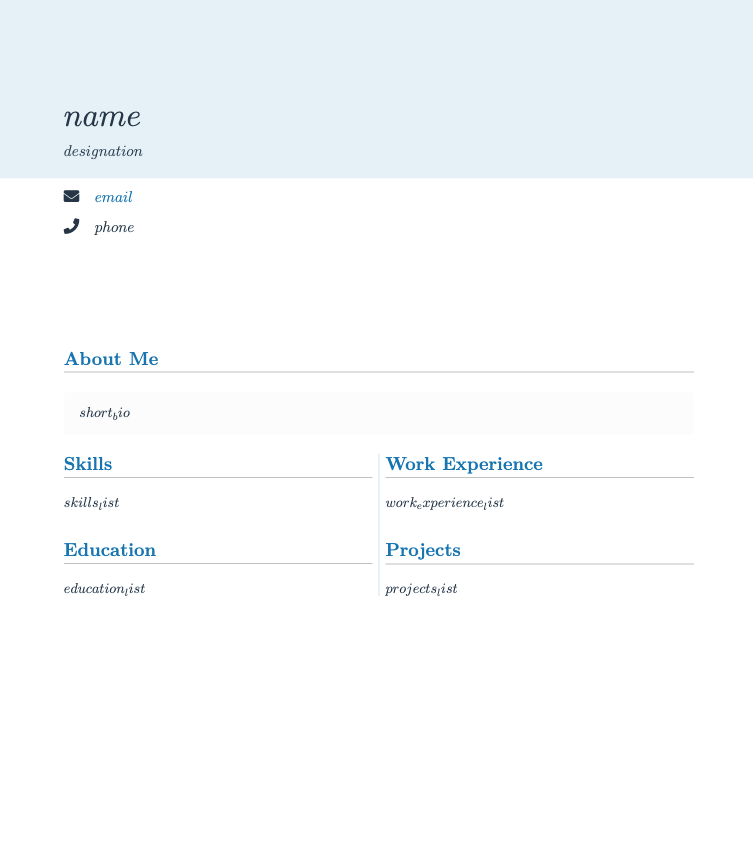 name
designation
email
phone
About Me
short_bio
Skills
skills_list
Education
education_list
Work Experience
work_experience_list
Projects
projects_list